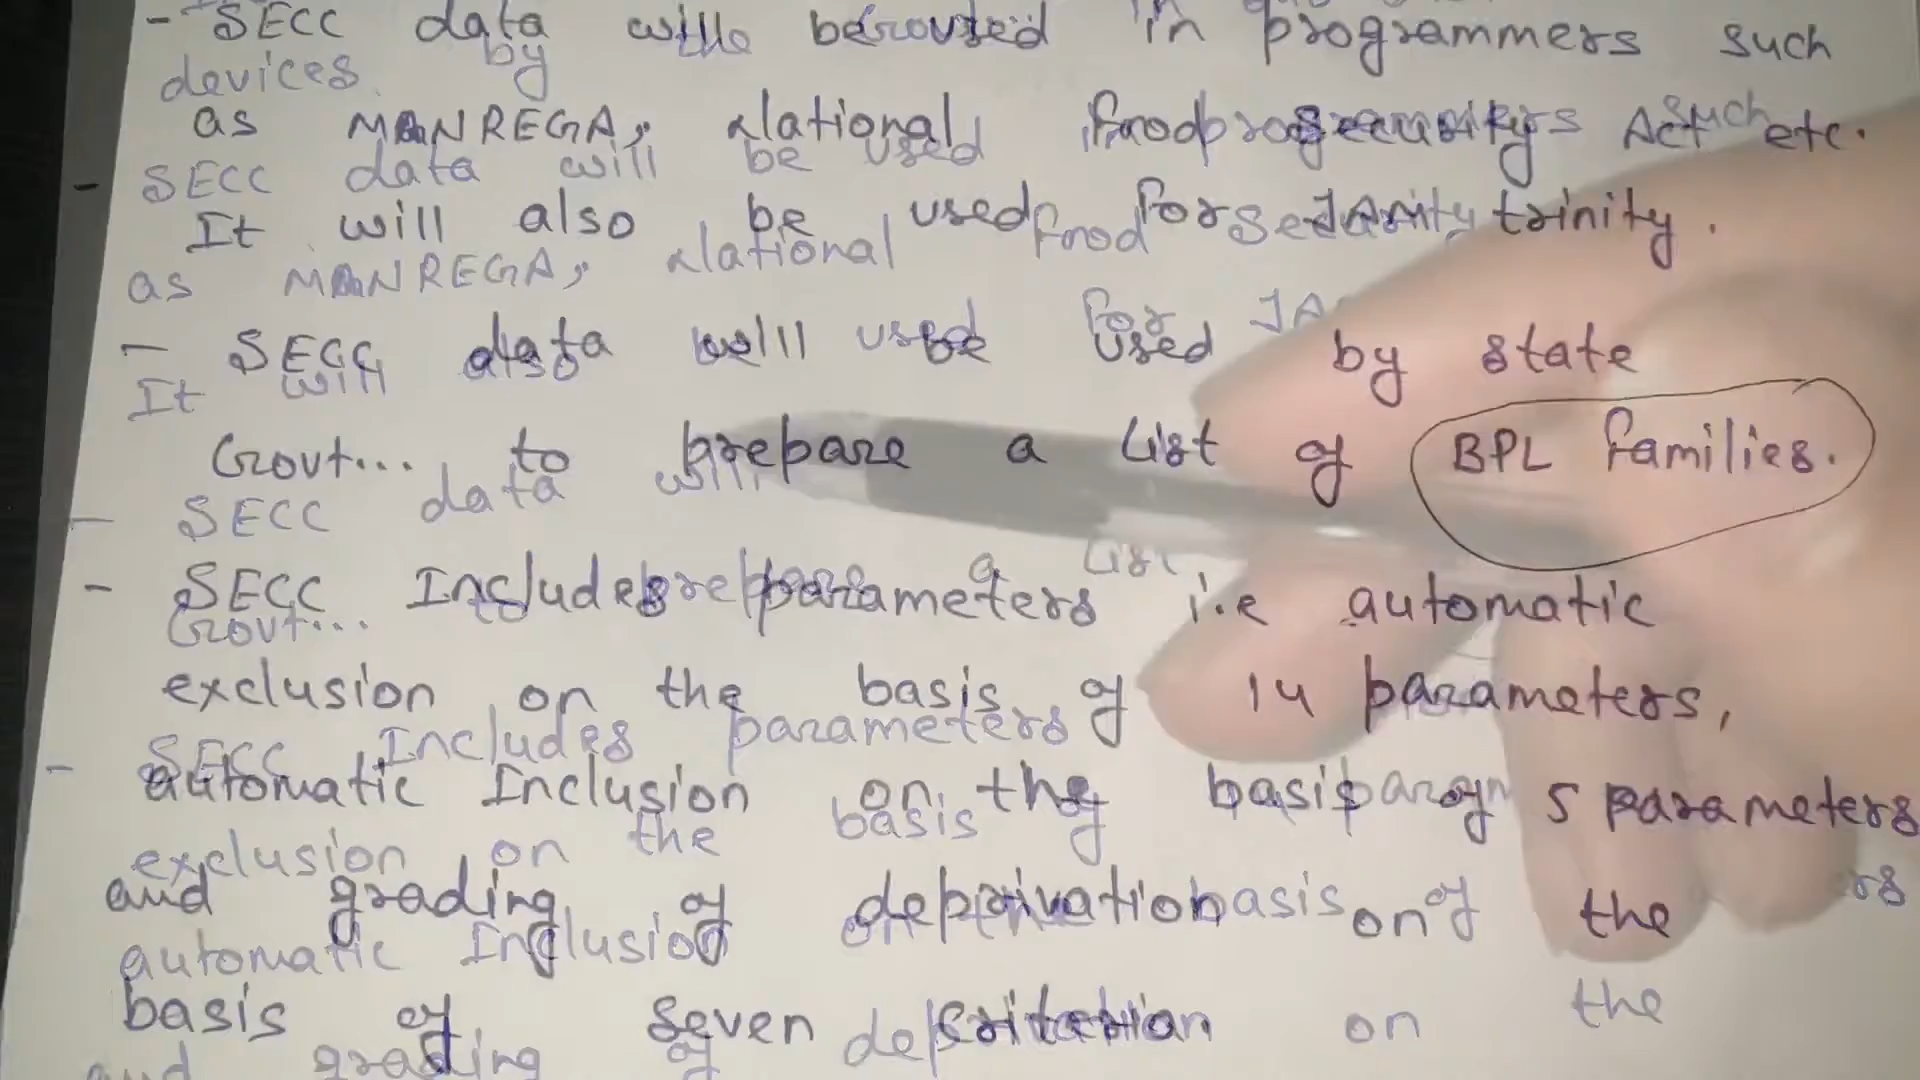 - SECC data will be used in programmers such
as MANREGA, National Food Security Act etc.
It will also be used for JAM trinity.
- SECC data will be used by state
Govt... to prepare a list of BPL families.
- SECC Includes parameters i.e automatic
exclusion on the basis of 14 parameters,
automatic Inclusion on the basis of 5 parameters
and grading of deprivation on the
basis of seven criterian